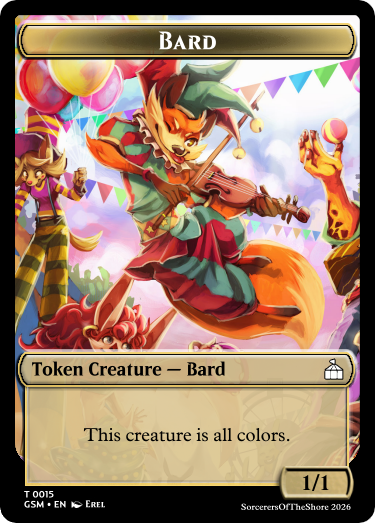 Bard
Token Creature — Bard
This creature is all colors.
1/1
T 0015
GSM • EN Erel
SorcerersOfTheShore 2026